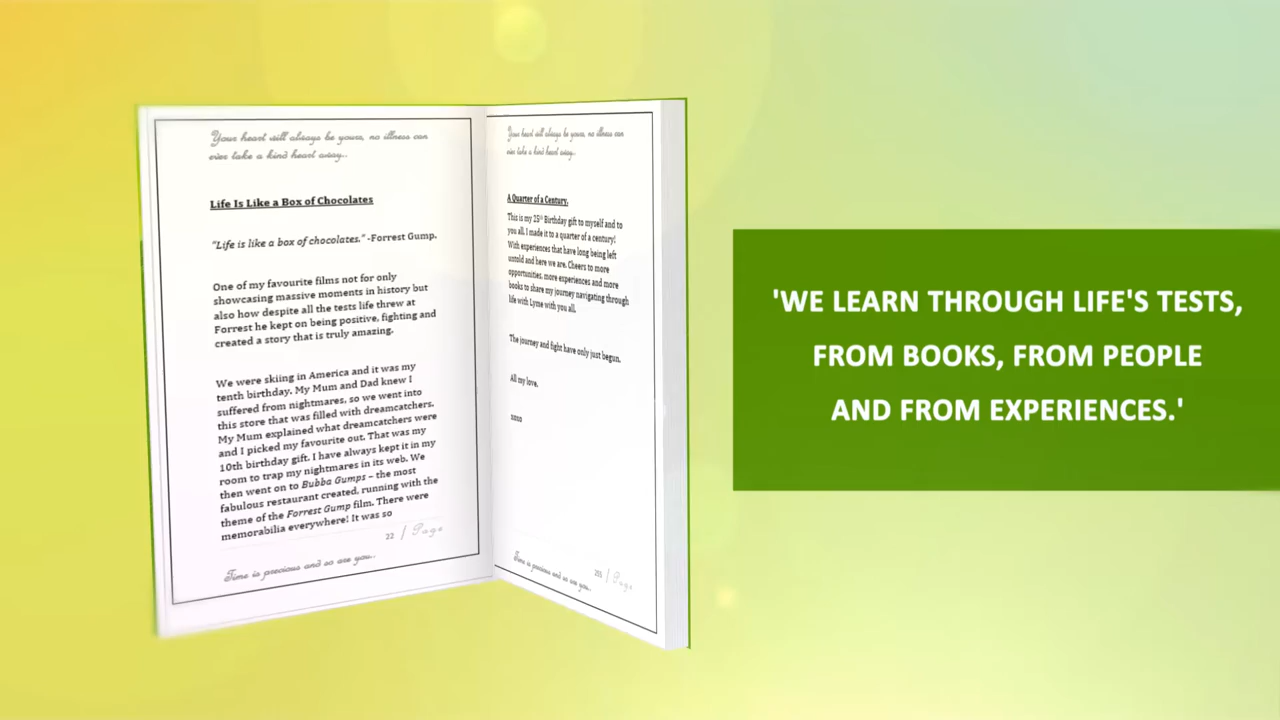 Your heart will always be yours, no illness can
ever take a kind heart away..
Life Is Like a Box of Chocolates
"Life is like a box of chocolates." -Forrest Gump.
One of my favourite films not for only
showcasing massive moments in history but
also how despite all the tests life threw at
Forrest he kept on being positive, fighting and
created a story that is truly amazing.
We were skiing in America and it was my
tenth birthday. My Mum and Dad knew I
suffered from nightmares, so we went into
this store that was filled with dreamcatchers.
My Mum explained what dreamcatchers were
and I picked my favourite out. That was my
10th birthday gift. I have always kept it in my
room to trap my nightmares in its web. We
then went on to Bubba Gumps – the most
fabulous restaurant created, running with the
theme of the Forrest Gump film. There were
memorabilia everywhere! It was so
22 | Page
Time is precious and so are you..
Your heart will always be yours, no illness can
ever take a kind heart away..
A Quarter of a Century.
This is my 25th Birthday gift to myself and to
you all. I made it to a quarter of a century!
With experiences that have long being left
untold and here we are. Cheers to more
opportunities, more experiences and more
books to share my journey navigating through
life with Lyme with you all.
The journey and fight have only just begun.
All my love,
xoxo
Page
Time is precious and so are you..
'WE LEARN THROUGH LIFE'S TESTS,
FROM BOOKS, FROM PEOPLE
AND FROM EXPERIENCES.'